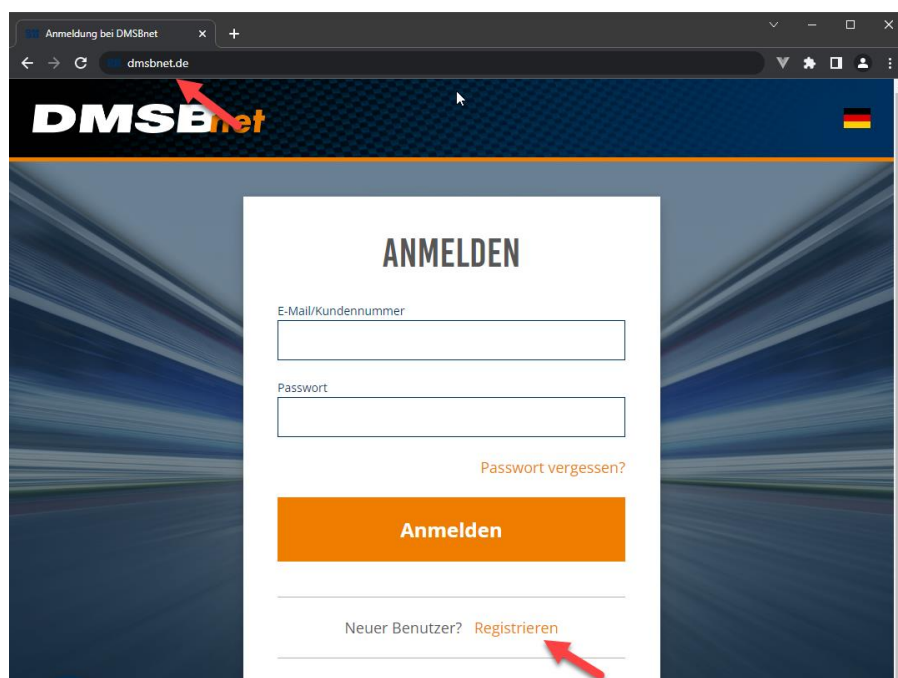 Anmeldung bei DMSBnet
dmsbnet.de
DMSBnet
ANMELDEN
E-Mail/Kundennummer
Passwort
Passwort vergessen?
Anmelden
Neuer Benutzer? Registrieren